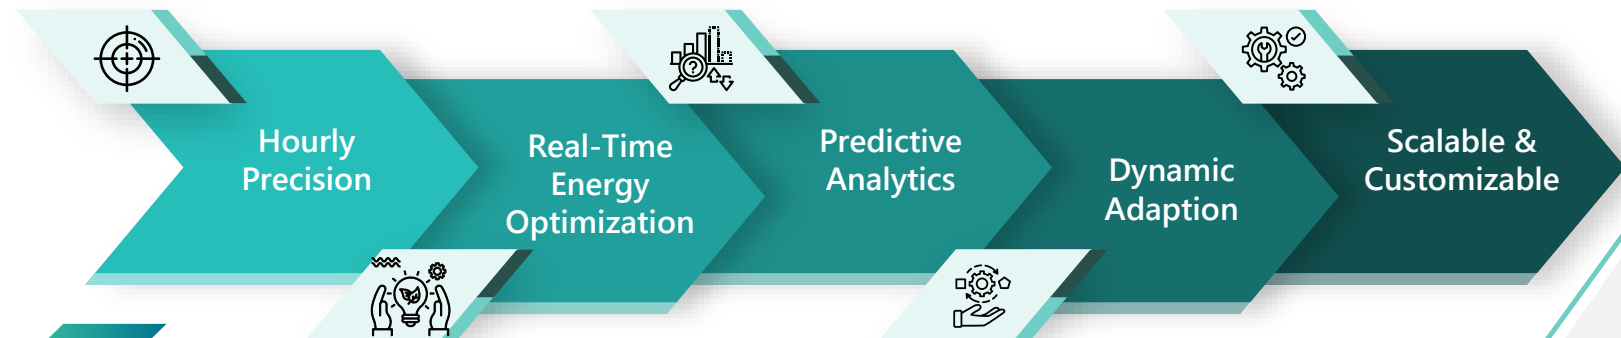 Hourly
Precision
Real-Time
Energy
Optimization
Predictive
Analytics
Dynamic
Adaption
Scalable &
Customizable